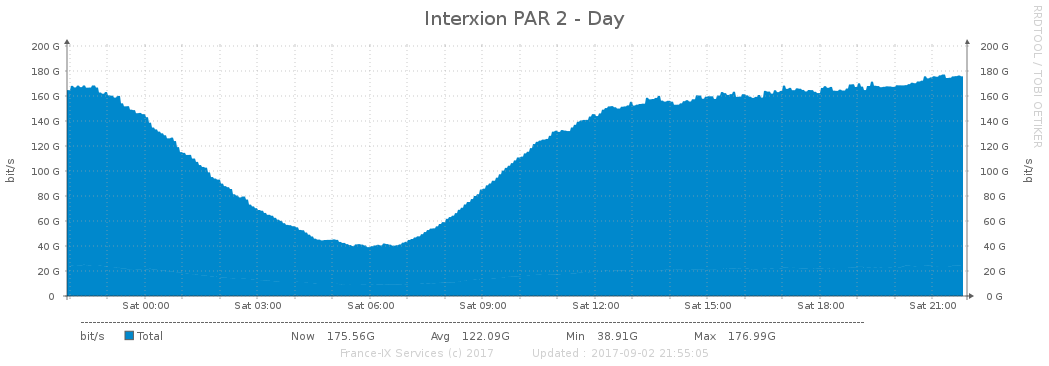 Interxion PAR 2 - Day
RRDTOOL / TOBI OETIKER
bit/s
bit/s
200 G 200 G
180 G 180 G
160 G 160 G
140 G 140 G
120 G 120 G
100 G 100 G
80 G 80 G
60 G 60 G
40 G 40 G
20 G 20 G
0 0 G
Sat 00:00 Sat 03:00 Sat 06:00 Sat 09:00 Sat 12:00 Sat 15:00 Sat 18:00 Sat 21:00
bit/s Total Now 175.56G Avg 122.09G Min 38.91G Max 176.99G
France-IX Services (c) 2017 Updated : 2017-09-02 21:55:05